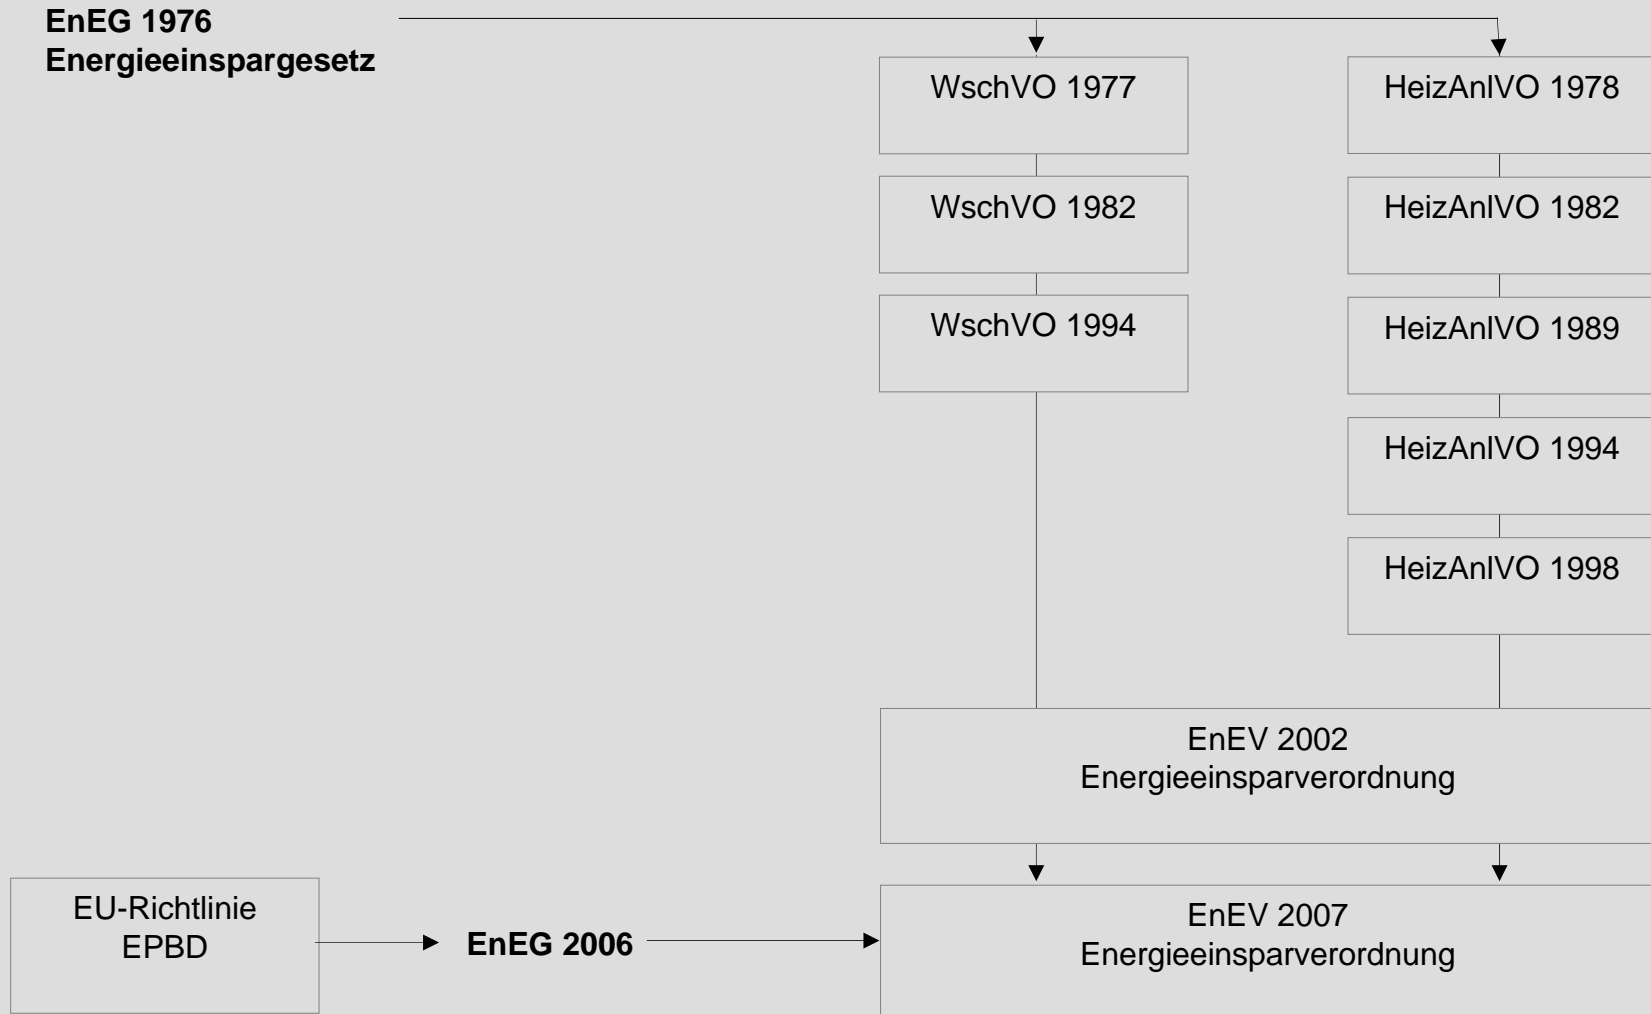 EnEG 1976
Energieeinspargesetz
WschVO 1977
HeizAnlVO 1978
WschVO 1982
HeizAnlVO 1982
WschVO 1994
HeizAnlVO 1989
HeizAnlVO 1994
HeizAnlVO 1998
EnEV 2002
Energieeinsparverordnung
EU-Richtlinie
EPBD
EnEG 2006
EnEV 2007
Energieeinsparverordnung